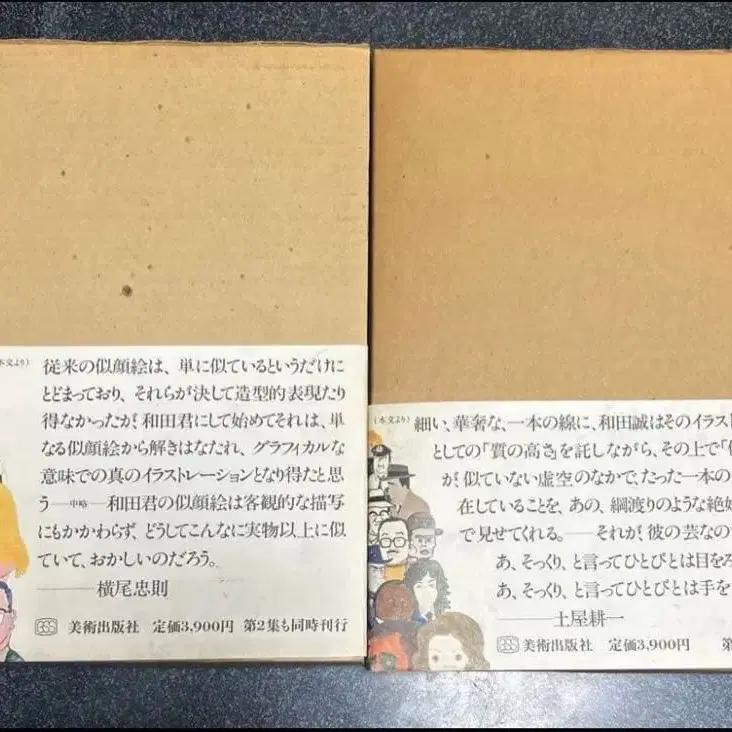 本文より）
従来の似顔絵は、単に似ているというだけに
とどまっており、それらが決して造型的表現たり
得なかったが、和田君にして始めてそれは、単
なる似顔絵から解きはなたれ、グラフィカルな
意味での真のイラストレーションとなり得たと思
う──中略──和田君の似顔絵は客観的な描写
にもかかわらず、どうしてこんなに実物以上に似
ていて、おかしいのだろう。
──横尾忠則
美術出版社 定価3,900円 第2集も同時刊行
（本文より）
細い、華奢な、一本の線に、和田誠はそのイラスト
としての「質の高さ」を託しながら、その上で「
が、似ていない虚空のなかで、たった一本の
在していることを、あの、綱渡りのような絶妙
で見せてくれる。──それが、彼の芸なの
あ、そっくり、と言ってひとびとは目をみ
あ、そっくり、と言ってひとびとは手を
──土屋耕一
美術出版社 定価3,900円 第